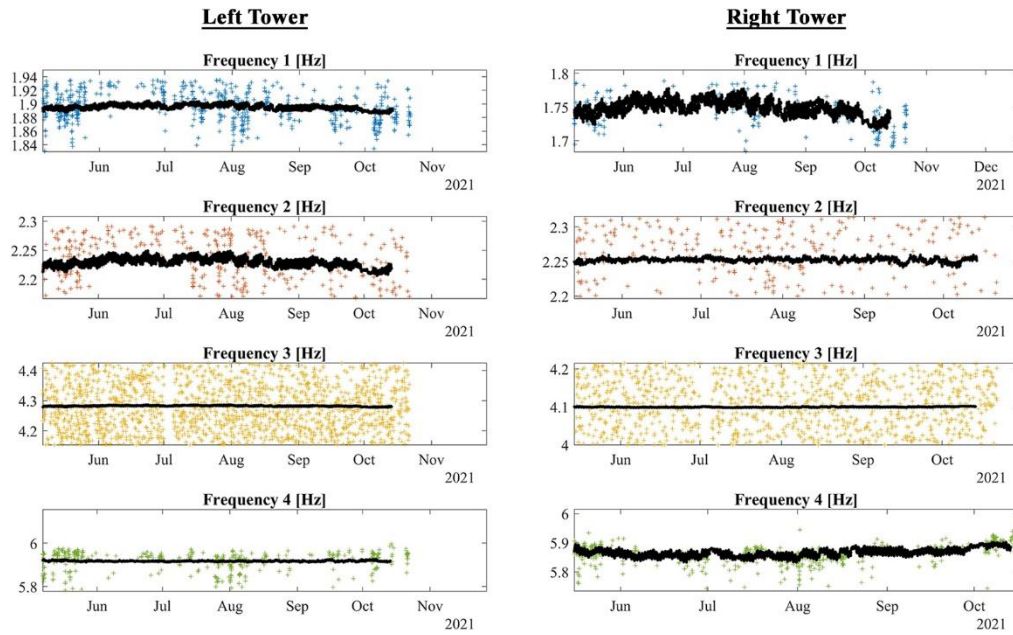 Left Tower
Right Tower
Frequency 1 [Hz]
1.94
1.92
1.9
1.88
1.86
1.84
Jun Jul Aug Sep Oct Nov
2021
Frequency 1 [Hz]
1.8
1.75
1.7
Jun Jul Aug Sep Oct Nov Dec
2021
Frequency 2 [Hz]
2.3
2.25
2.2
Jun Jul Aug Sep Oct Nov
2021
Frequency 2 [Hz]
2.3
2.25
2.2
Jun Jul Aug Sep Oct
2021
Frequency 3 [Hz]
4.4
4.3
4.2
Jun Jul Aug Sep Oct Nov
2021
Frequency 3 [Hz]
4.2
4.1
4
Jun Jul Aug Sep Oct
2021
Frequency 4 [Hz]
6
5.8
Jun Jul Aug Sep Oct Nov
2021
Frequency 4 [Hz]
6
5.9
5.8
Jun Jul Aug Sep Oct
2021